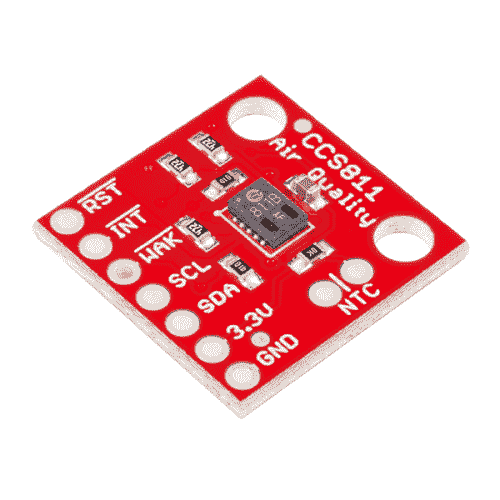 CCS811
Air Quality
RST
INT
WAK
SCL
SDA
3.3V
GND
NTC